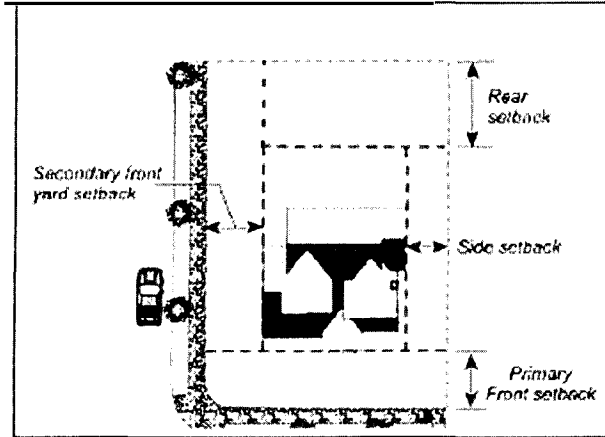 Rear
setback
Secondary front
yard setback
Side setback
Primary
Front setback